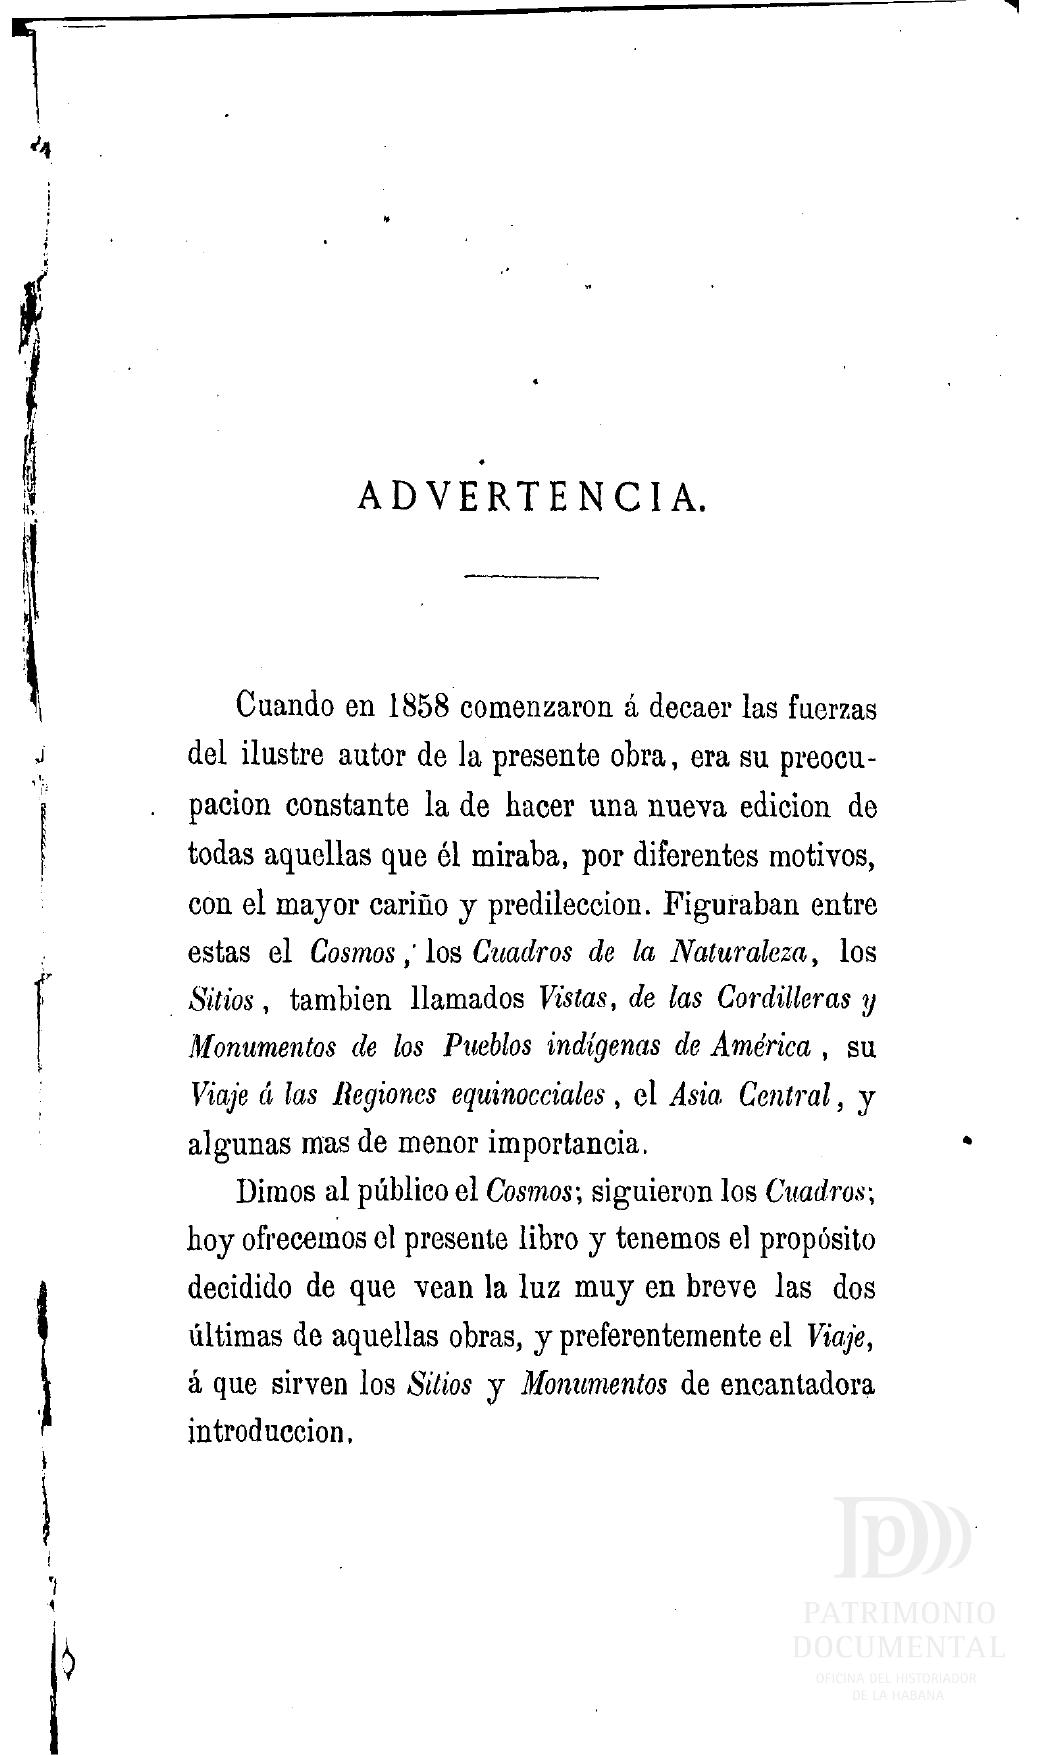 ADVERTENCIA.
Cuando en 1858 comenzaron á decaer las fuerzas
del ilustre autor de la presente obra, era su preocu-
pacion constante la de hacer una nueva edicion de
todas aquellas que él miraba, por diferentes motivos,
con el mayor cariño y predileccion. Figuraban entre
estas el Cosmos, los Cuadros de la Naturaleza, los
Sitios, tambien llamados Vistas, de las Cordilleras y
Monumentos de los Pueblos indígenas de América, su
Viaje á las Regiones equinocciales, el Asia Central, y
algunas mas de menor importancia.
Dimos al público el Cosmos; siguieron los Cuadros;
hoy ofrecemos el presente libro y tenemos el propósito
decidido de que vean la luz muy en breve las dos
últimas de aquellas obras, y preferentemente el Viaje,
á que sirven los Sitios y Monumentos de encantadora
introduccion.
PATRIMONIO
DOCUMENTAL
OFICINA DEL HISTORIADOR
DE LA HABANA